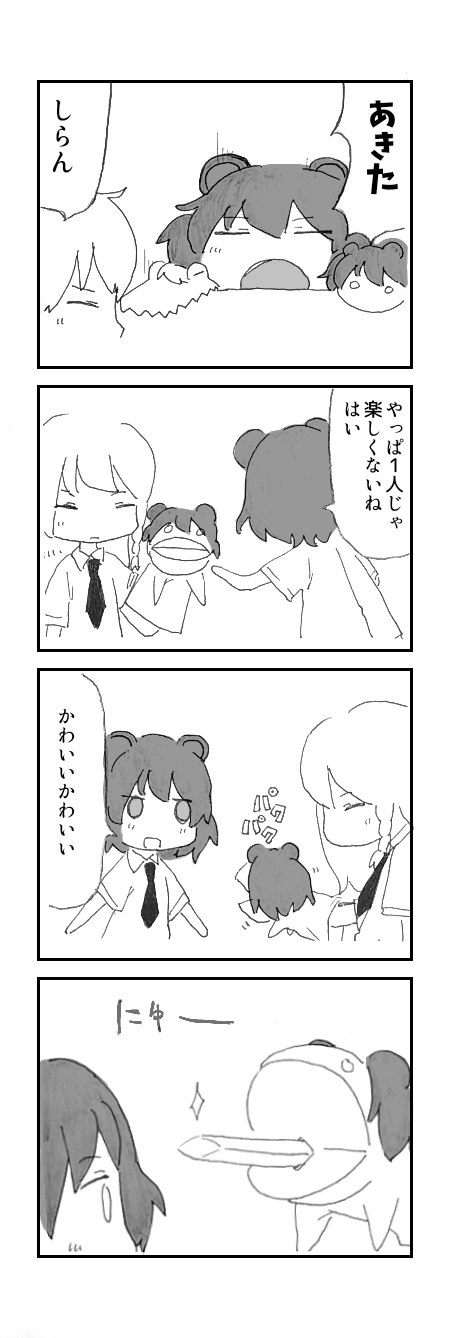 あきた
しらん
やっぱ1人じゃ
楽しくないね
はい
パク
パク
かわいいかわいい
にゅー